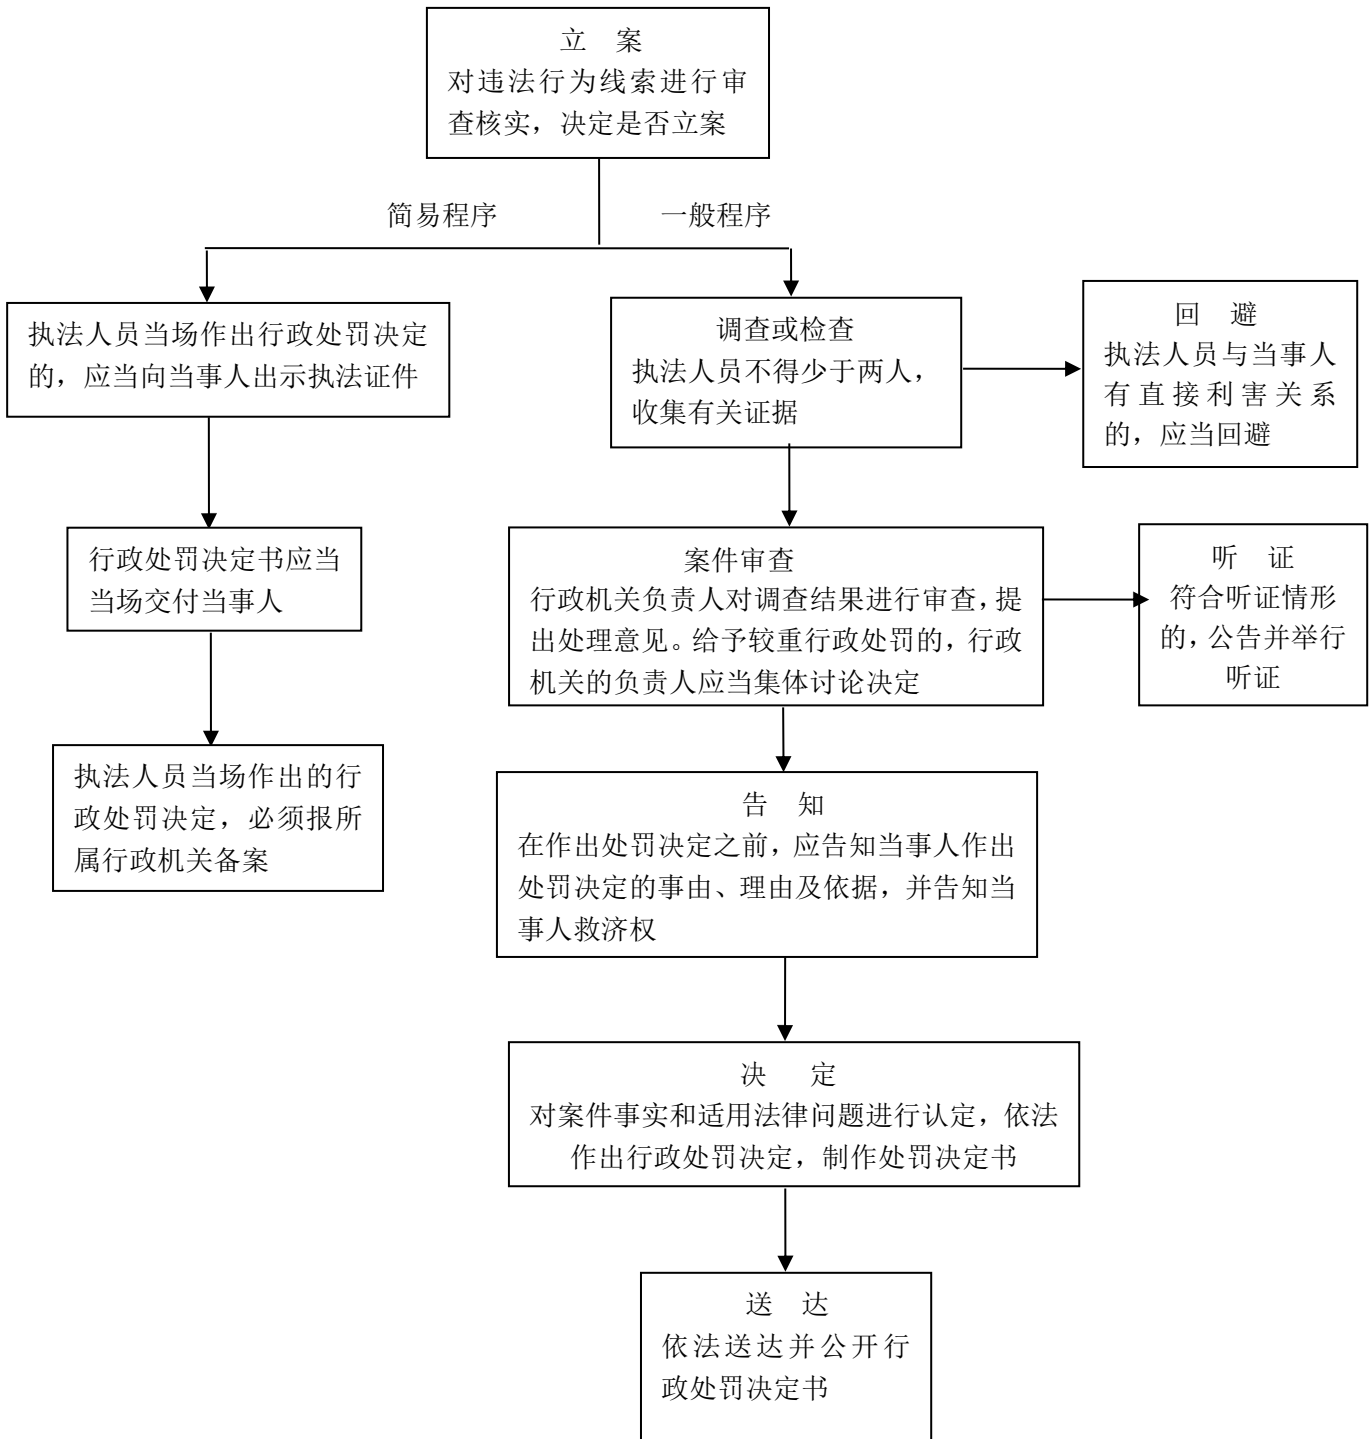 立 案
对违法行为线索进行审
查核实，决定是否立案
简易程序
一般程序
执法人员当场作出行政处罚决定
的，应当向当事人出示执法证件
调查或检查
执法人员不得少于两人，
收集有关证据
回 避
执法人员与当事人
有直接利害关系
的，应当回避
行政处罚决定书应当
当场交付当事人
案件审查
行政机关负责人对调查结果进行审查，提
出处理意见。给予较重行政处罚的，行政
机关的负责人应当集体讨论决定
听 证
符合听证情形
的，公告并举行
听证
执法人员当场作出的行
政处罚决定，必须报所
属行政机关备案
告 知
在作出处罚决定之前，应告知当事人作出
处罚决定的事由、理由及依据，并告知当
事人救济权
决 定
对案件事实和适用法律问题进行认定，依法
作出行政处罚决定，制作处罚决定书
送 达
依法送达并公开行
政处罚决定书